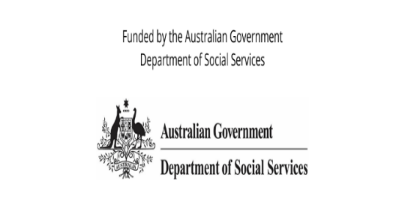 Funded by the Australian Government
Department of Social Services
Australian Government
Department of Social Services